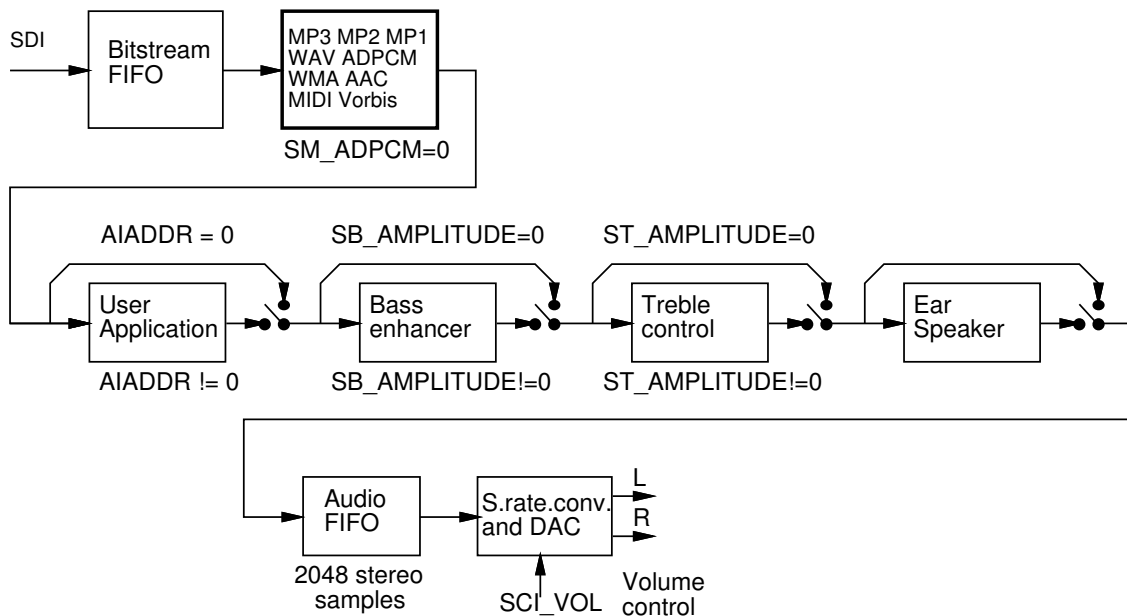 SDI
Bitstream
FIFO
MP3 MP2 MP1
WAV ADPCM
WMA AAC
MIDI Vorbis
SM_ADPCM=0
AIADDR = 0
SB_AMPLITUDE=0
ST_AMPLITUDE=0
User
Application
Bass
enhancer
Treble
control
Ear
Speaker
AIADDR != 0
SB_AMPLITUDE!=0
ST_AMPLITUDE!=0
Audio
FIFO
S.rate.conv.
and DAC
L
R
2048 stereo
samples
SCI_VOL
Volume
control